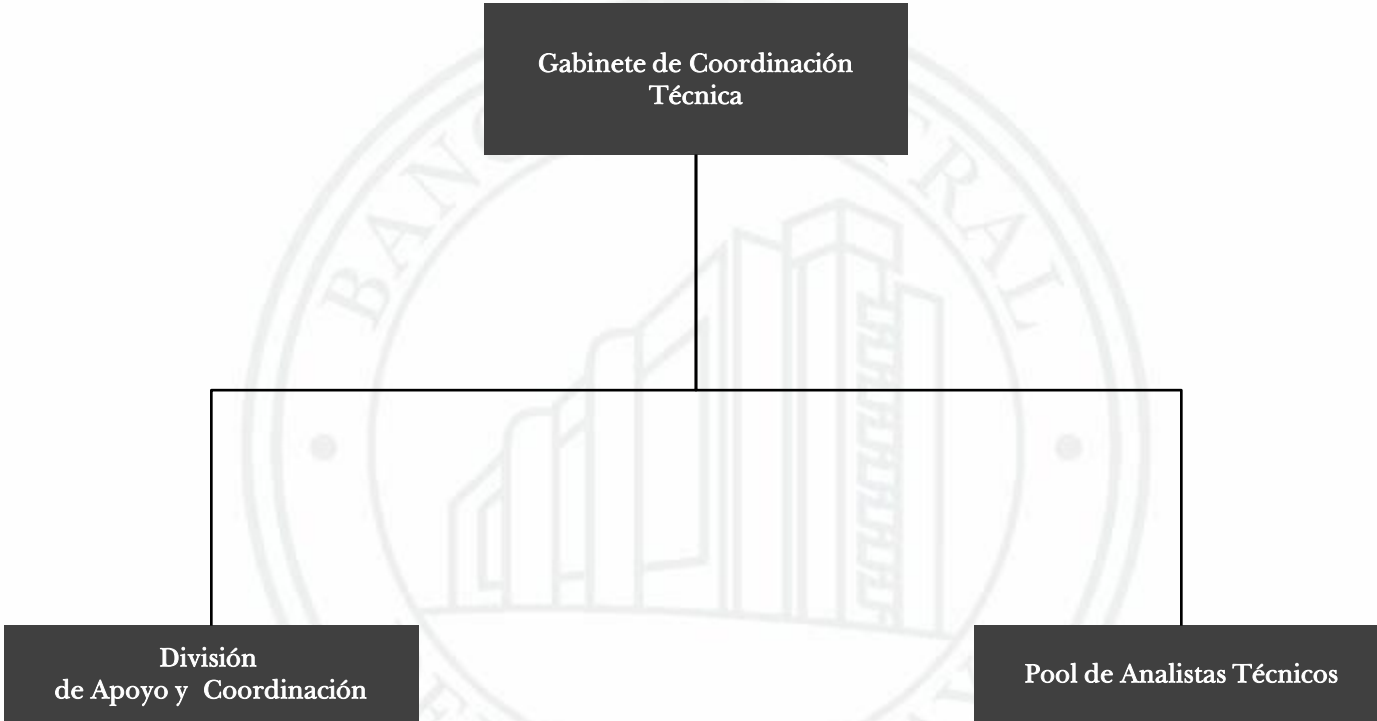 Gabinete de Coordinación
Técnica
División
de Apoyo y  Coordinación
Pool de Analistas Técnicos